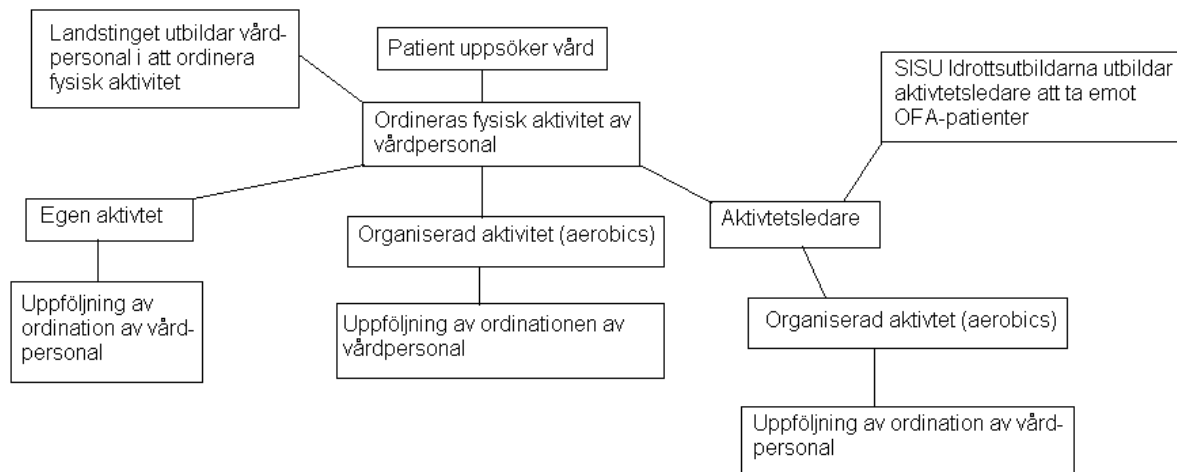 Landstinget utbildar vård-
personal i att ordinera
fysisk aktivitet
Patient uppsöker vård
SISU Idrottsutbildarna utbildar
aktivtetsledare att ta emot
OFA-patienter
Ordineras fysisk aktivitet av
vårdpersonal
Egen aktivtet
Organiserad aktivitet (aerobics)
Aktivtetsledare
Uppföljning av
ordination av vård-
personal
Uppföljning av ordinationen av
vårdpersonal
Organiserad aktivtet (aerobics)
Uppföljning av ordination av vård-
personal